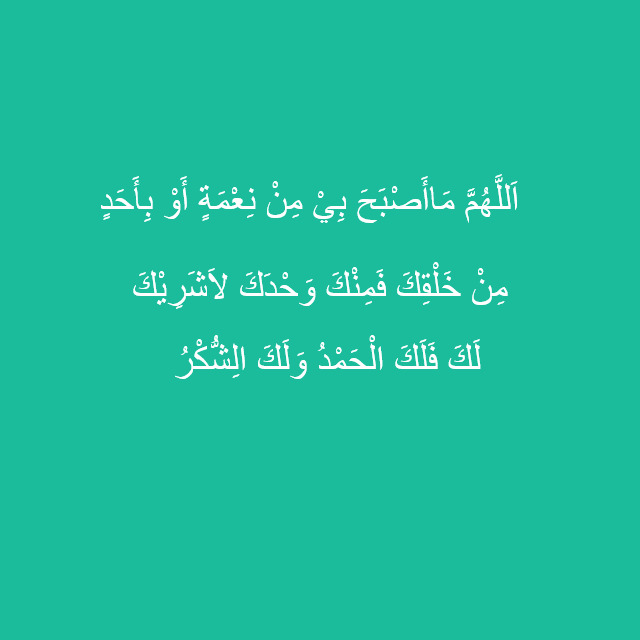 اَللَّهُمَّ مَاأَصْبَحَ بِيْ مِنْ نِعْمَةٍ أَوْ بِأَحَدٍ
مِنْ خَلْقِكَ فَمِنْكَ وَحْدَكَ لاَشَرِيْكَ
لَكَ فَلَكَ الْحَمْدُ وَلَكَ الِشُّكْرُ